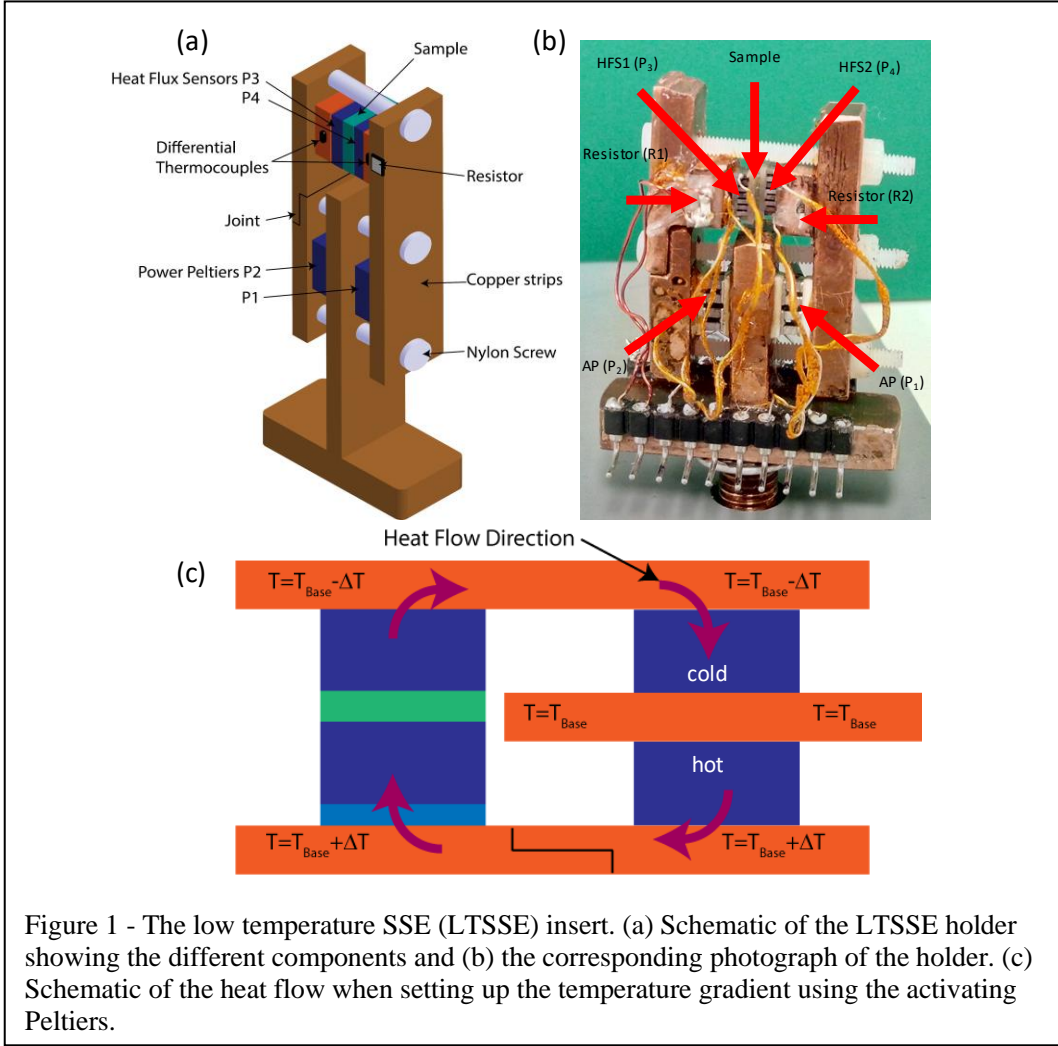 (a)
Sample
Heat Flux Sensors P3
P4
Differential
Thermocouples
Resistor
Joint
Power Peltiers P2
P1
Copper strips
Nylon Screw
(b)
HFS1 (P3)
Sample
HFS2 (P4)
Resistor (R1)
Resistor (R2)
AP (P2)
AP (P1)
Heat Flow Direction
(c)
T=TBase-ΔT
T=TBase-ΔT
cold
T=TBase
T=TBase
hot
T=TBase+ΔT
T=TBase+ΔT
Figure 1 - The low temperature SSE (LTSSE) insert. (a) Schematic of the LTSSE holder
showing the different components and (b) the corresponding photograph of the holder. (c)
Schematic of the heat flow when setting up the temperature gradient using the activating
Peltiers.